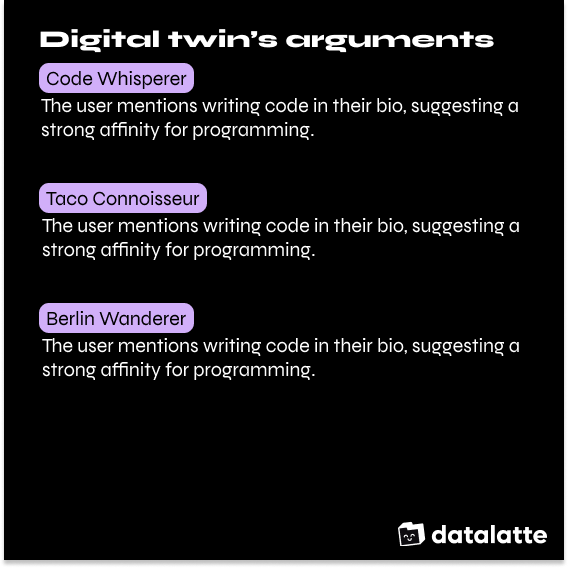 Digital twin's arguments
Code Whisperer
The user mentions writing code in their bio, suggesting a
strong affinity for programming.
Taco Connoisseur
The user mentions writing code in their bio, suggesting a
strong affinity for programming.
Berlin Wanderer
The user mentions writing code in their bio, suggesting a
strong affinity for programming.
datalatte